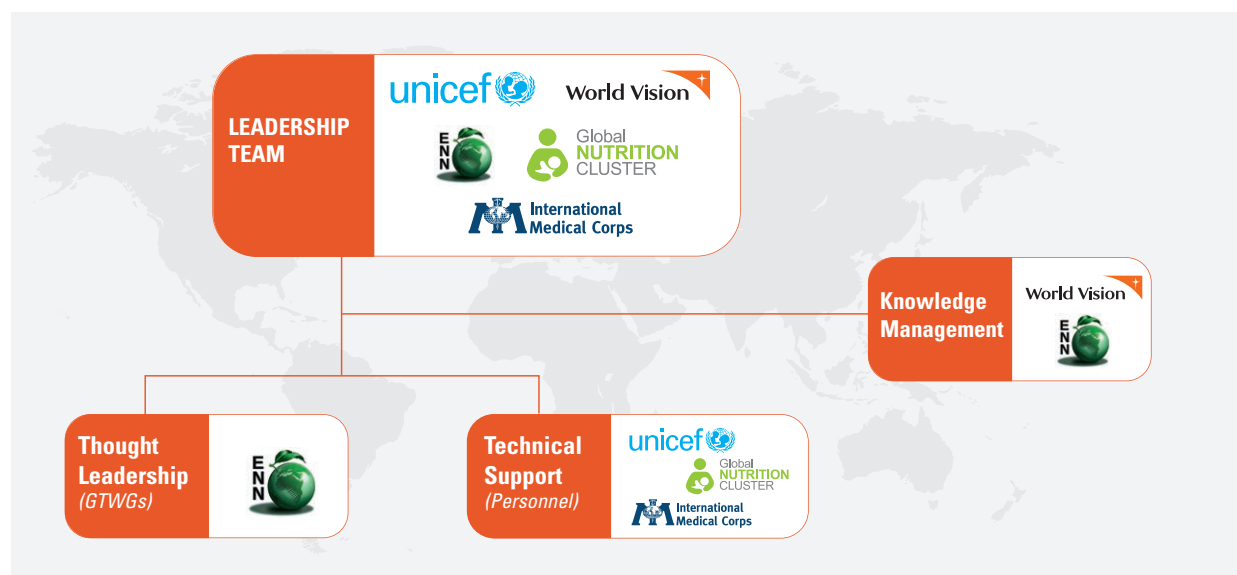 LEADERSHIP
TEAM
unicef
World Vision
ENN
Global
NUTRITION
CLUSTER
International
Medical Corps
Knowledge
Management
World Vision
ENN
Thought
Leadership
(GTWGs)
ENN
Technical
Support
(Personnel)
unicef
Global
NUTRITION
CLUSTER
International
Medical Corps